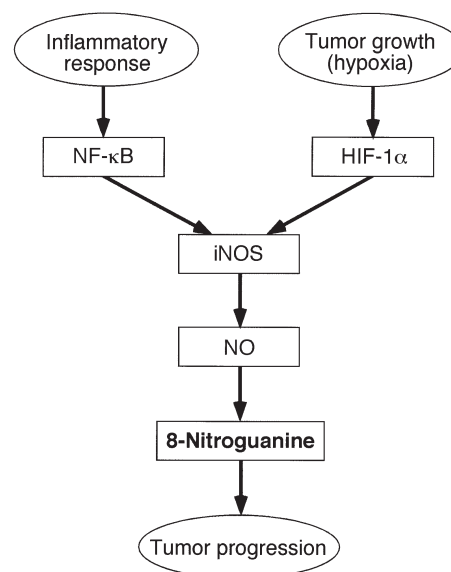 Inflammatory
response
Tumor growth
(hypoxia)
NF-κB
HIF-1α
iNOS
NO
8-Nitroguanine
Tumor progression